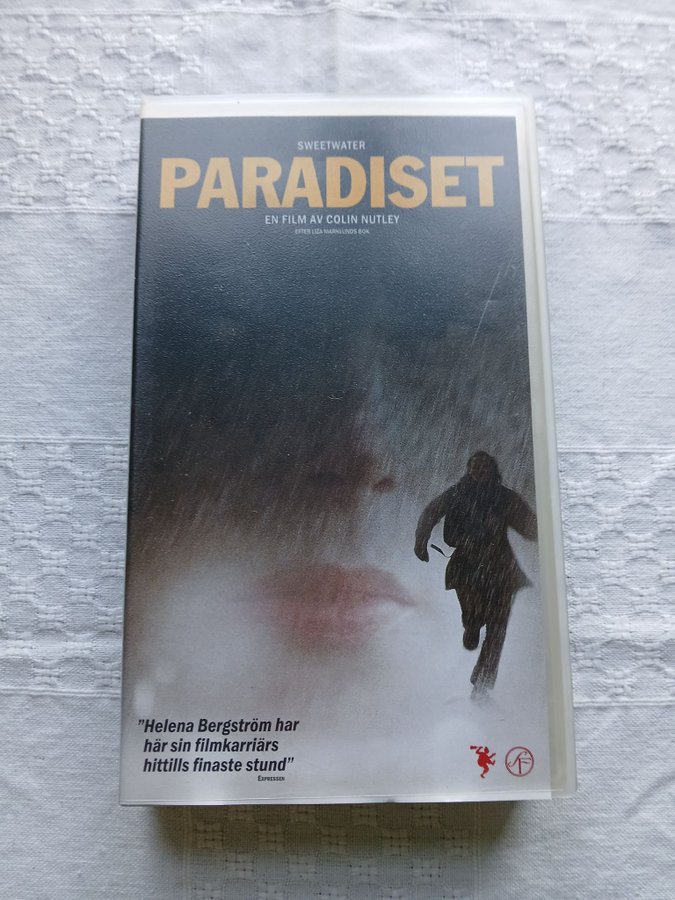 SWEETWATER
PARADISET
EN FILM AV COLIN NUTLEY
EFTER LIZA MARKLUNDS BOK
"Helena Bergström har
här sin filmkarriärs
hittills finaste stund"
EXPRESSEN
SF